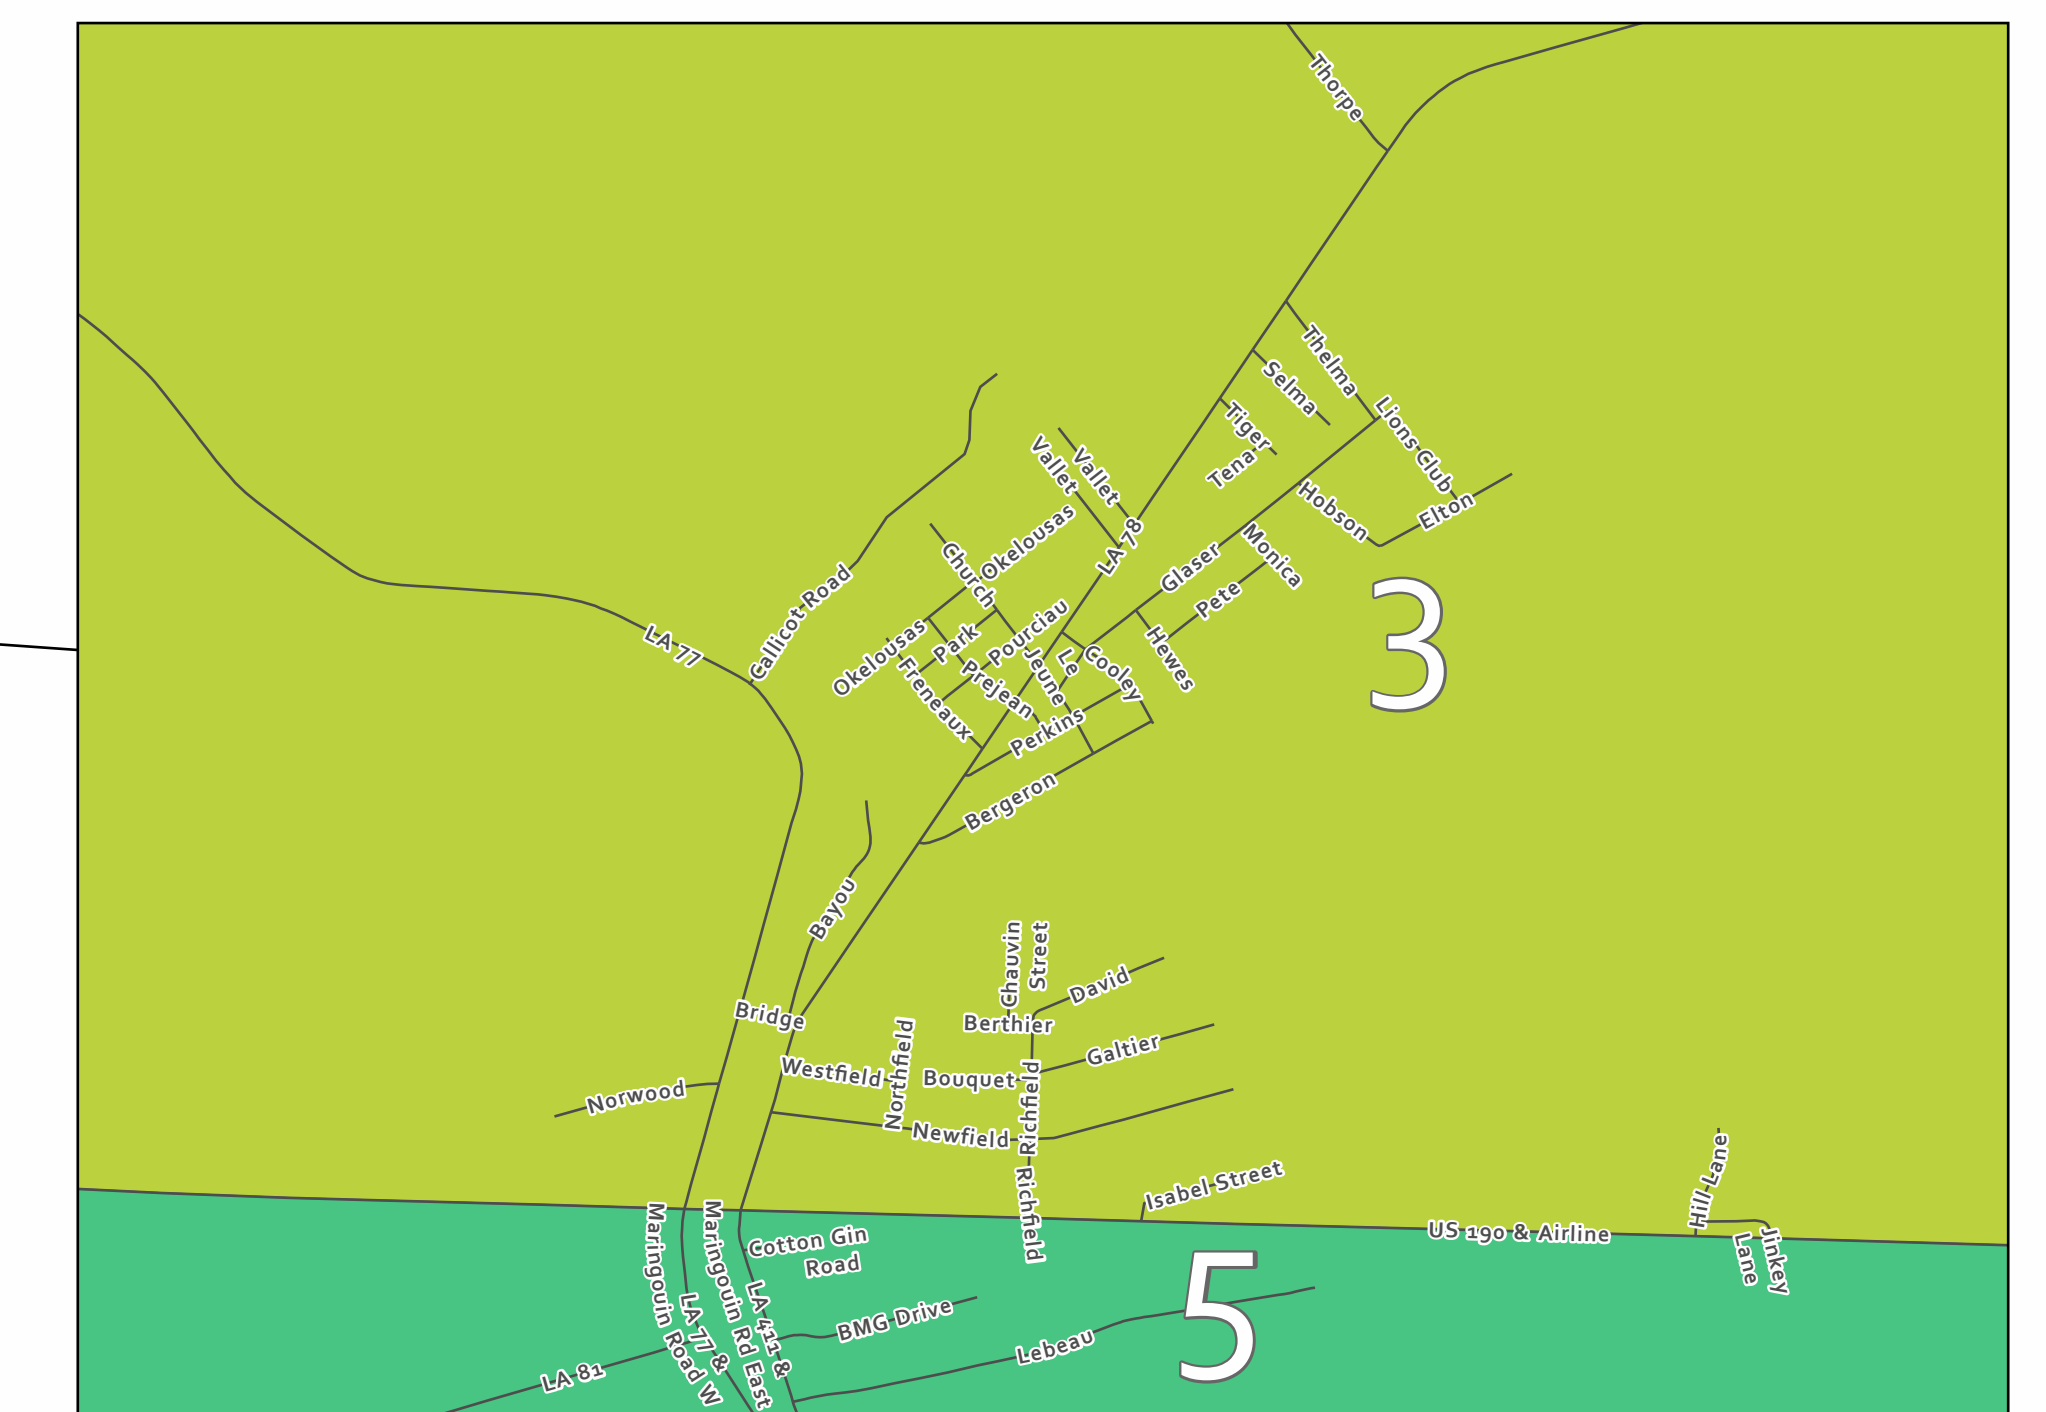 Thorpe
Thelma
Selma
Lions Club
Tiger
Tena
Vallet
Vallet
Hobson
Elton
Okelousas
LA 78
Church
Monica
Glaser
Callicot Road
Pete
3
LA 77
Okelousas
Park
Pourciau
Hewes
Le
Jeune
Cooley
Freneaux
Prejean
Perkins
Bergeron
Bayou
Chauvin
Street
David
Bridge
Berthier
Northfield
Galtier
Westfield
Bouquet
Norwood
Richfield
Newfield
Hill Lane
Isabel Street
Richfield
US 190 & Airline
Maringouin Road W
Maringouin Rd East
Cotton Gin
Road
Jinkey
Lane
5
LA 77 &
LA 411 &
BMG Drive
Lebeau
LA 81